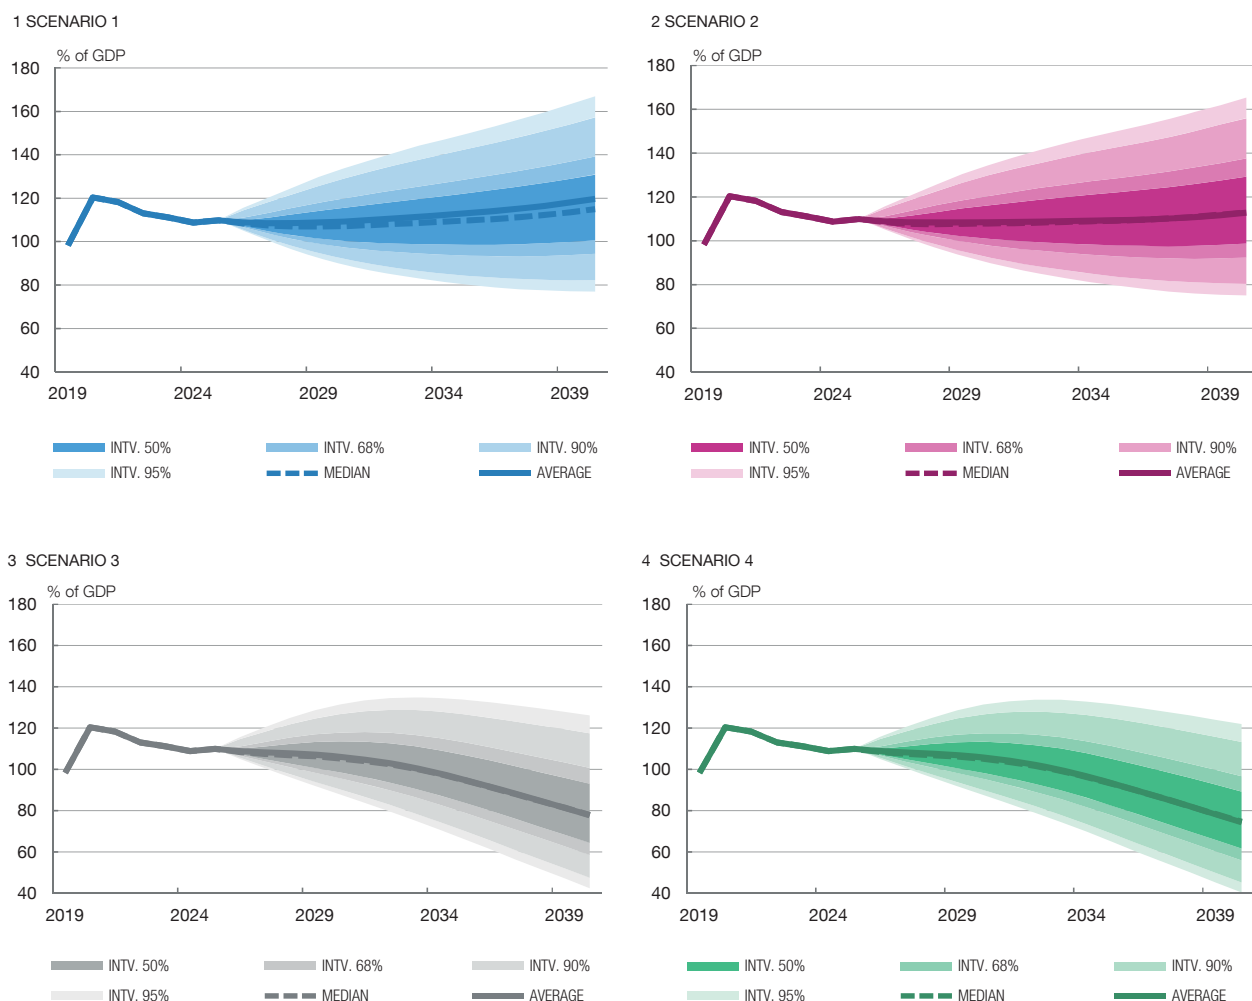 1 SCENARIO 1
% of GDP
180
160
140
120
100
80
60
40
2019 2024 2029 2034 2039
INTV. 50% INTV. 68% INTV. 90%
INTV. 95% MEDIAN AVERAGE
2 SCENARIO 2
% of GDP
180
160
140
120
100
80
60
40
2019 2024 2029 2034 2039
INTV. 50% INTV. 68% INTV. 90%
INTV. 95% MEDIAN AVERAGE
3 SCENARIO 3
% of GDP
180
160
140
120
100
80
60
40
2019 2024 2029 2034 2039
INTV. 50% INTV. 68% INTV. 90%
INTV. 95% MEDIAN AVERAGE
4 SCENARIO 4
% of GDP
180
160
140
120
100
80
60
40
2019 2024 2029 2034 2039
INTV. 50% INTV. 68% INTV. 90%
INTV. 95% MEDIAN AVERAGE